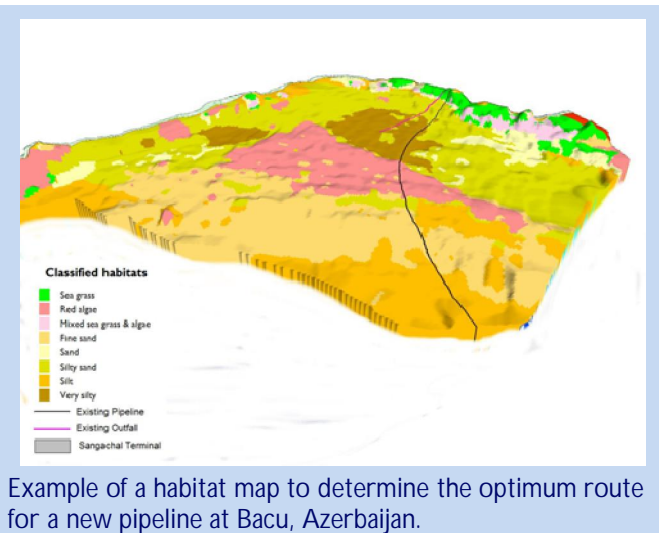 Classified habitats
Sea grass
Red algae
Mixed sea grass & algae
Fine sand
Sand
Silty sand
Silt
Very silty
Existing Pipeline
Existing Outfall
Sangachal Terminal
Example of a habitat map to determine the optimum route
for a new pipeline at Bacu, Azerbaijan.